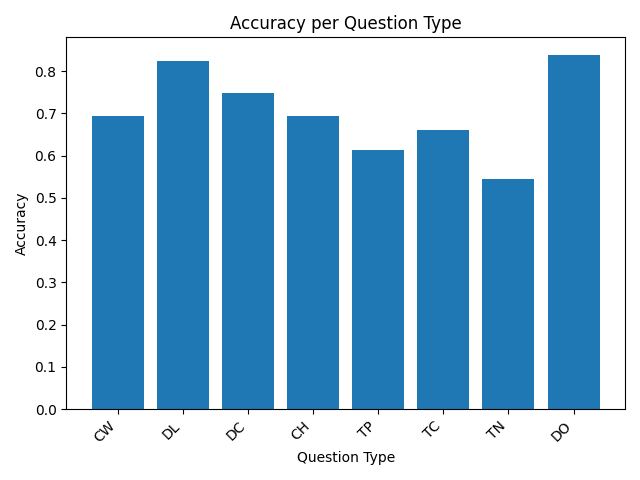 Accuracy per Question Type
Accuracy
0.8
0.7
0.6
0.5
0.4
0.3
0.2
0.1
0.0
CW
DL
DC
CH
TP
TC
TN
DO
Question Type